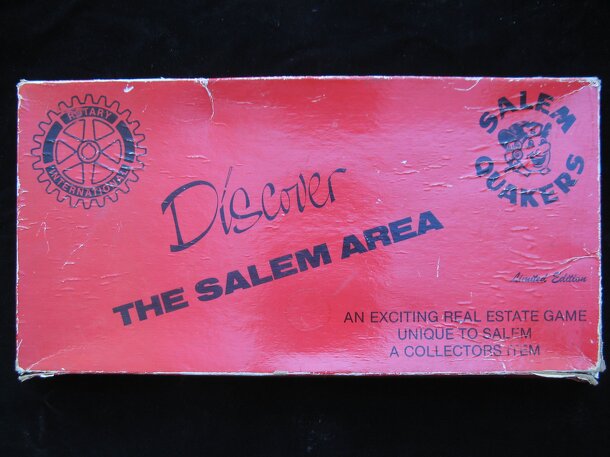 ROTARY
INTERNATIONAL
SALEM
QUAKERS
Discover
THE SALEM AREA
Limited Edition
AN EXCITING REAL ESTATE GAME
UNIQUE TO SALEM
A COLLECTORS ITEM